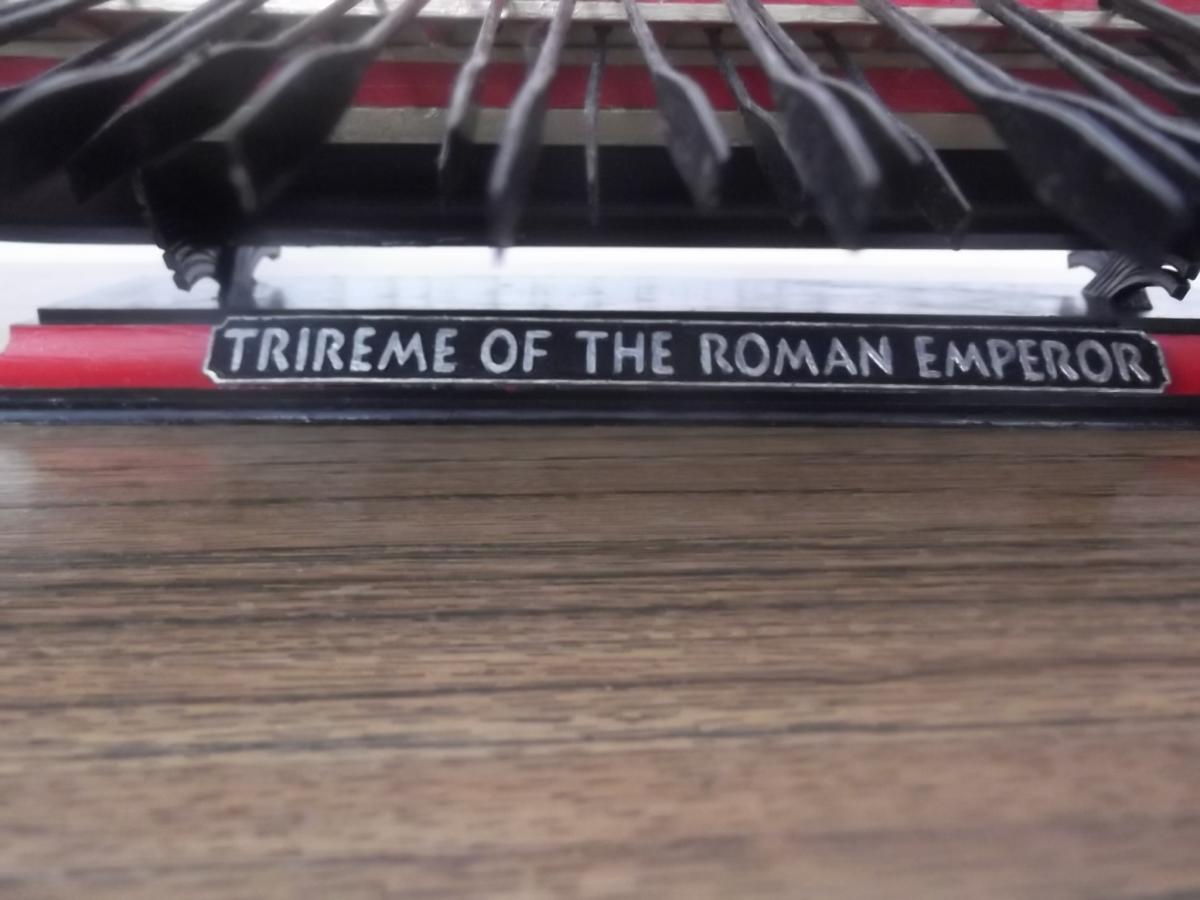 TRIREME OF THE ROMAN EMPEROR